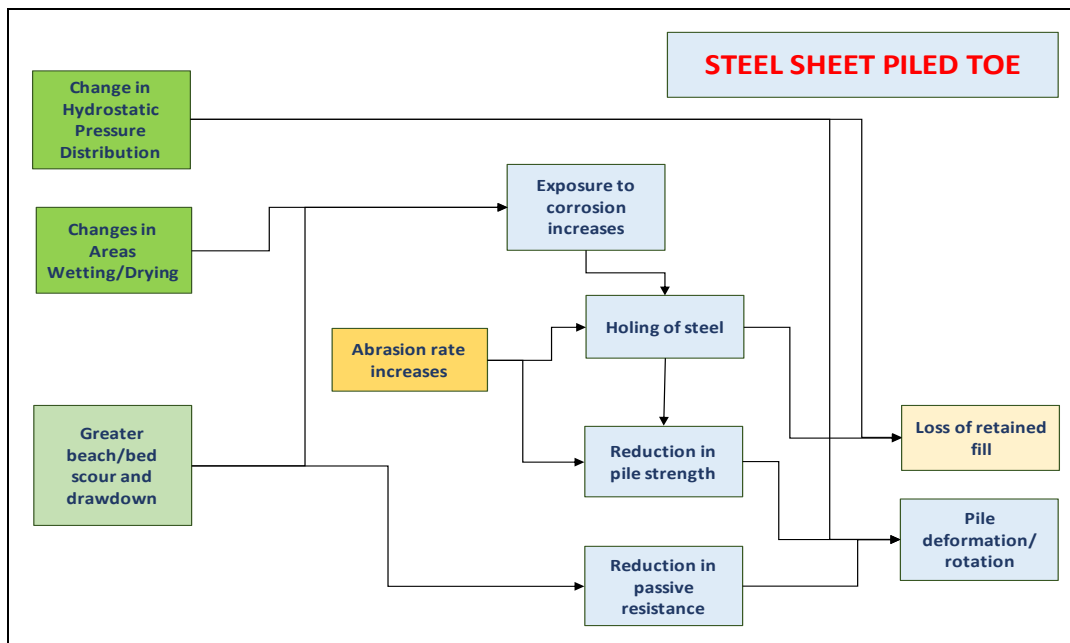 STEEL SHEET PILED TOE
Change in
Hydrostatic
Pressure
Distribution
Exposure to
corrosion
increases
Changes in
Areas
Wetting/Drying
Holing of steel
Abrasion rate
increases
Greater
beach/bed
scour and
drawdown
Loss of retained
fill
Reduction in
pile strength
Pile
deformation/
rotation
Reduction in
passive
resistance